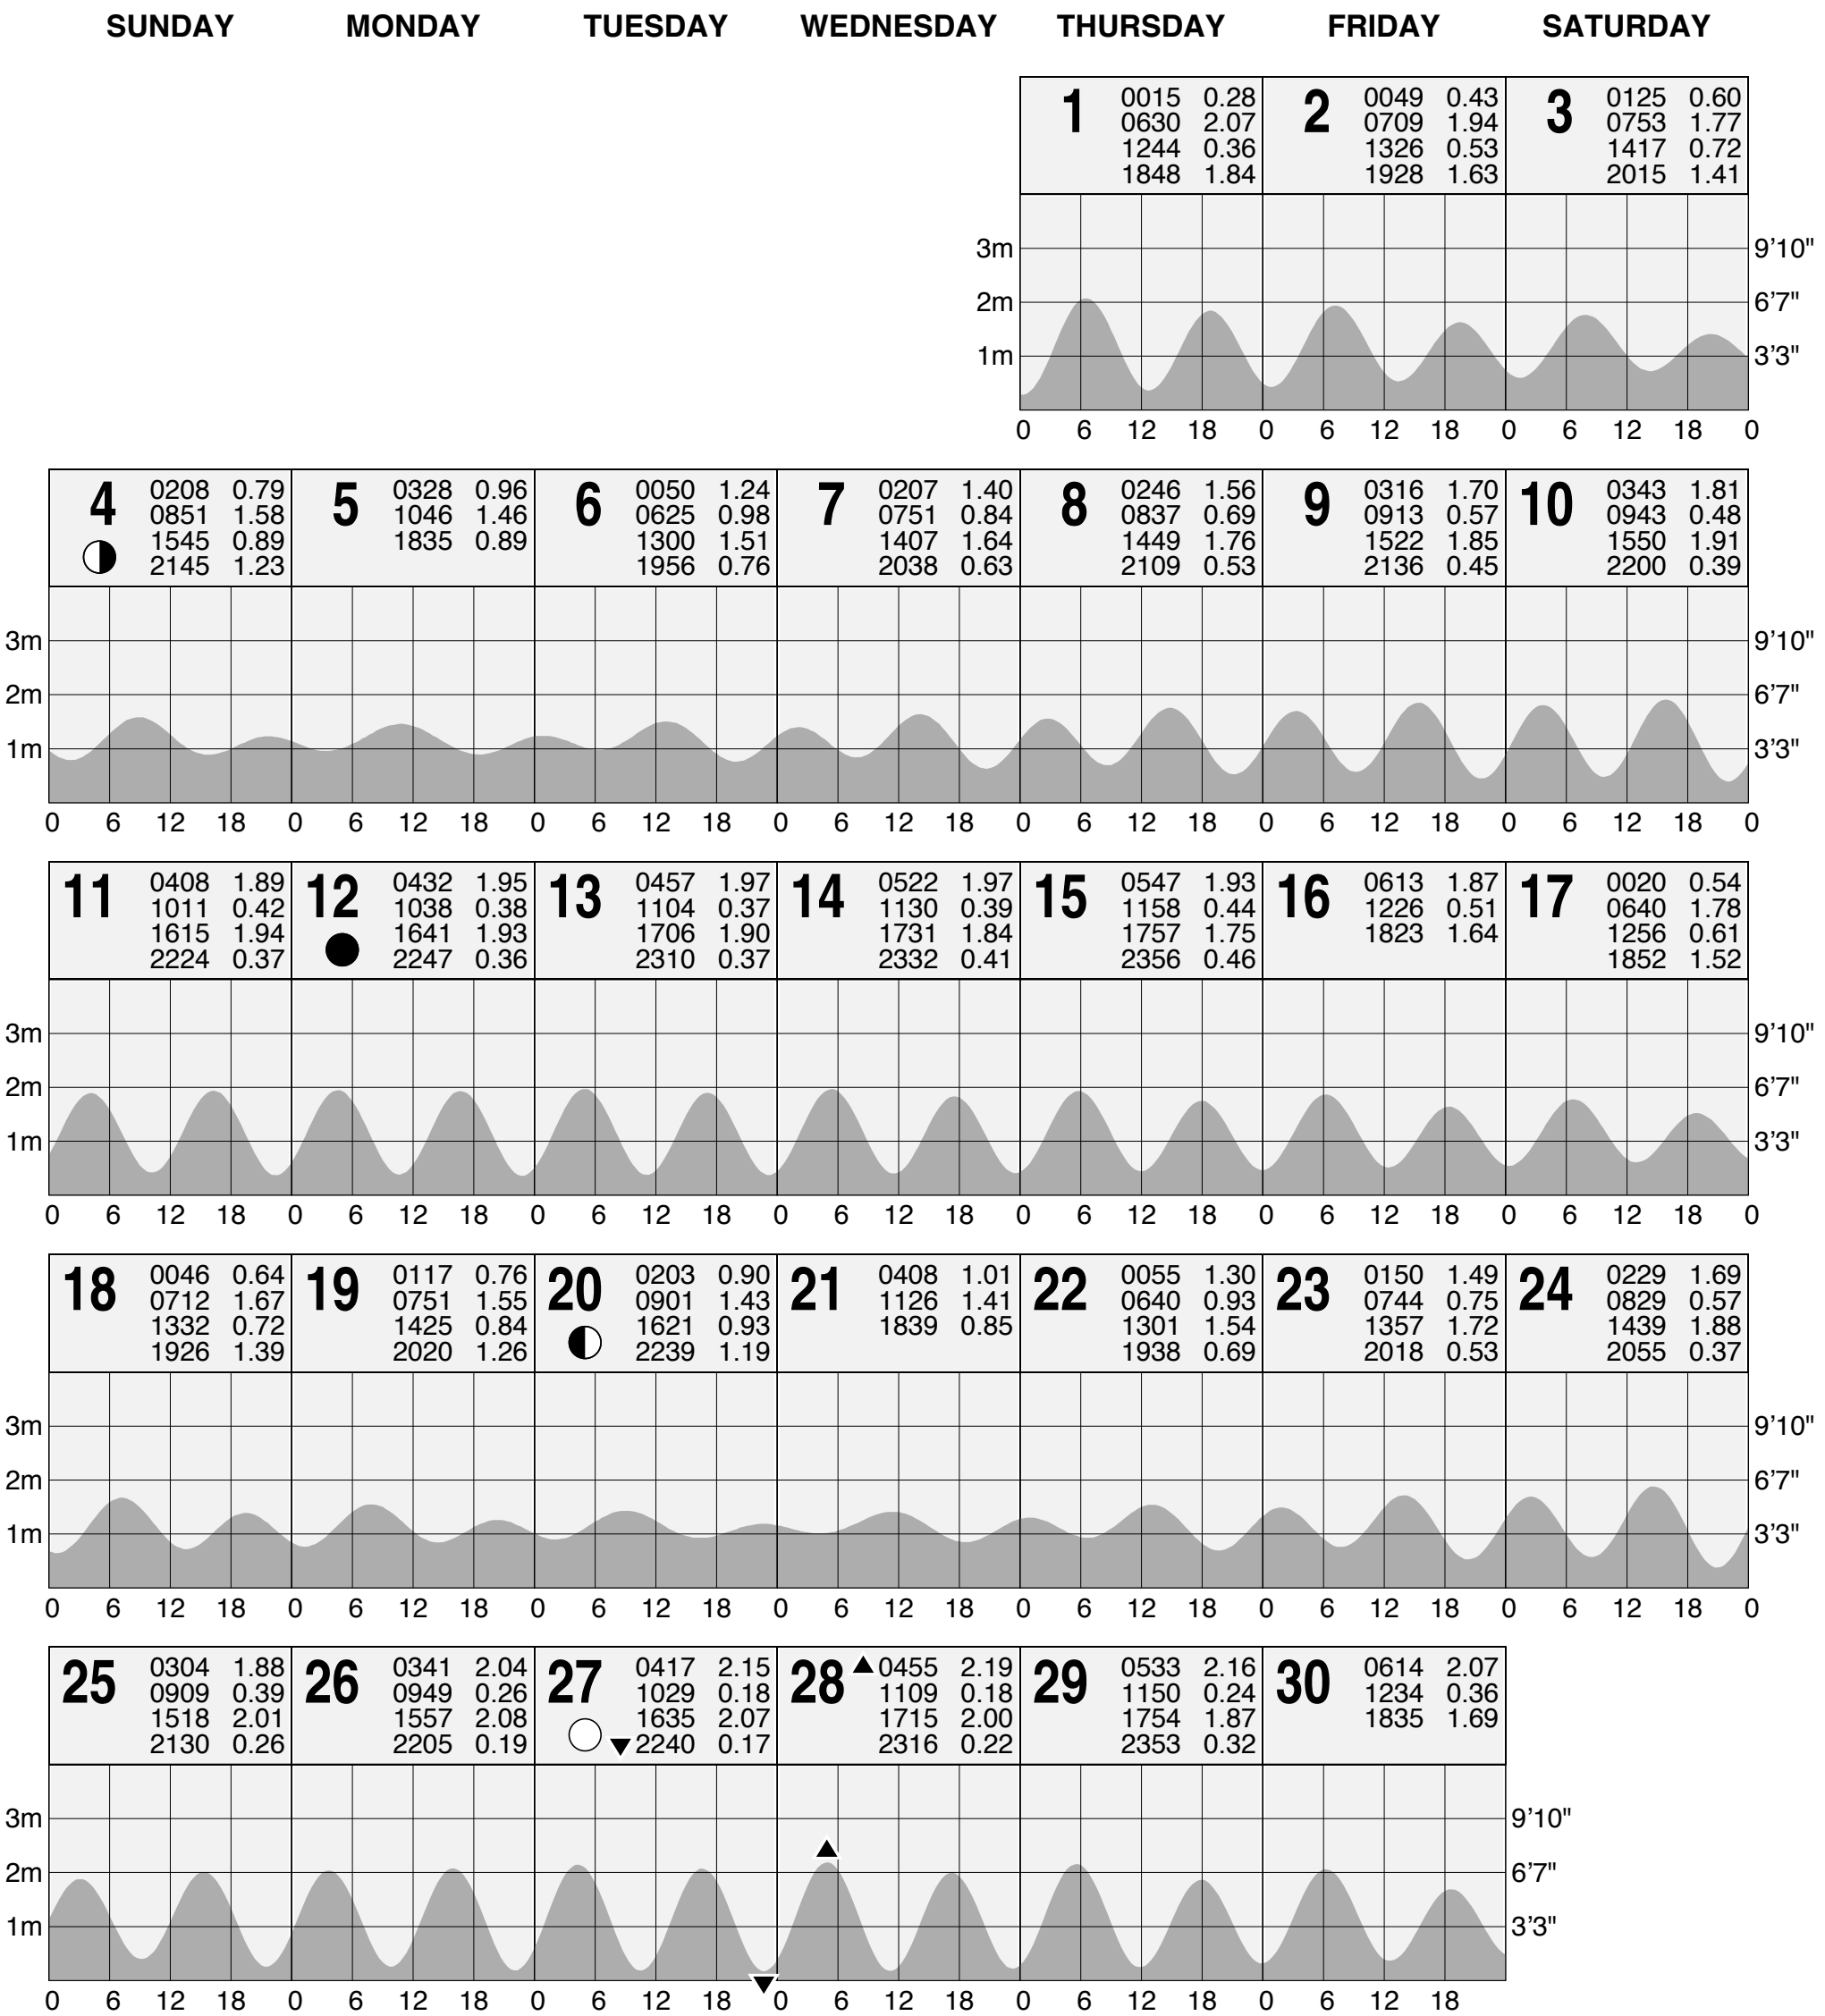 SUNDAY MONDAY TUESDAY WEDNESDAY THURSDAY FRIDAY SATURDAY
1 0015 0.28 2 0049 0.43 3 0125 0.60
0630 2.07 0709 1.94 0753 1.77
1244 0.36 1326 0.53 1417 0.72
1848 1.84 1928 1.63 2015 1.41
3m 9'10"
2m 6'7"
1m 3'3"
0 6 12 18 0 6 12 18 0 6 12 18 0
4 0208 0.79 5 0328 0.96 6 0050 1.24 7 0207 1.40 8 0246 1.56 9 0316 1.70 10 0343 1.81
0851 1.58 1046 1.46 0625 0.98 0751 0.84 0837 0.69 0913 0.57 0943 0.48
1545 0.89 1835 0.89 1300 1.51 1407 1.64 1449 1.76 1522 1.85 1550 1.91
2145 1.23 1956 0.76 2038 0.63 2109 0.53 2136 0.45 2200 0.39
3m 9'10"
2m 6'7"
1m 3'3"
0 6 12 18 0 6 12 18 0 6 12 18 0 6 12 18 0 6 12 18 0 6 12 18 0 6 12 18 0
11 0408 1.89 12 0432 1.95 13 0457 1.97 14 0522 1.97 15 0547 1.93 16 0613 1.87 17 0020 0.54
1011 0.42 1038 0.38 1104 0.37 1130 0.39 1158 0.44 1226 0.51 0640 1.78
1615 1.94 1641 1.93 1706 1.90 1731 1.84 1757 1.75 1823 1.64 1256 0.61
2224 0.37 2247 0.36 2310 0.37 2332 0.41 2356 0.46 1852 1.52
3m 9'10"
2m 6'7"
1m 3'3"
0 6 12 18 0 6 12 18 0 6 12 18 0 6 12 18 0 6 12 18 0 6 12 18 0 6 12 18 0
18 0046 0.64 19 0117 0.76 20 0203 0.90 21 0408 1.01 22 0055 1.30 23 0150 1.49 24 0229 1.69
0712 1.67 0751 1.55 0901 1.43 1126 1.41 0640 0.93 0744 0.75 0829 0.57
1332 0.72 1425 0.84 1621 0.93 1839 0.85 1301 1.54 1357 1.72 1439 1.88
1926 1.39 2020 1.26 2239 1.19 1938 0.69 2018 0.53 2055 0.37
3m 9'10"
2m 6'7"
1m 3'3"
0 6 12 18 0 6 12 18 0 6 12 18 0 6 12 18 0 6 12 18 0 6 12 18 0 6 12 18 0
25 0304 1.88 26 0341 2.04 27 0417 2.15 28 0455 2.19 29 0533 2.16 30 0614 2.07
0909 0.39 0949 0.26 1029 0.18 1109 0.18 1150 0.24 1234 0.36
1518 2.01 1557 2.08 1635 2.07 1715 2.00 1754 1.87 1835 1.69
2130 0.26 2205 0.19 2240 0.17 2316 0.22 2353 0.32
3m 9'10"
2m 6'7"
1m 3'3"
0 6 12 18 0 6 12 18 0 6 12 18 0 6 12 18 0 6 12 18 0 6 12 18